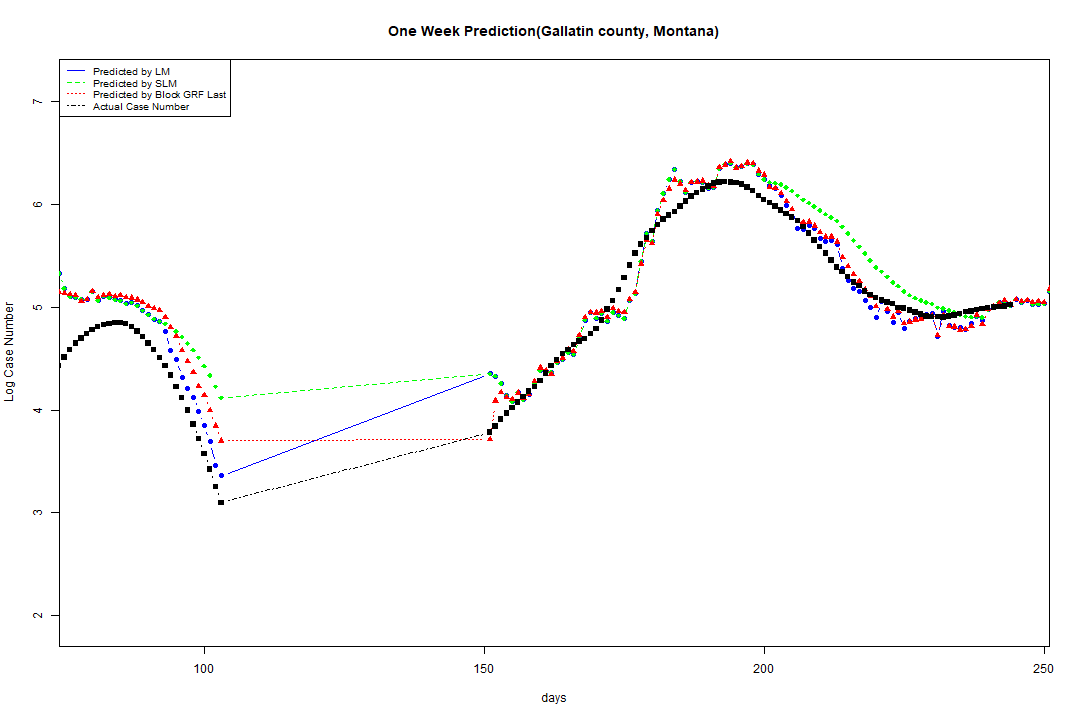 One Week Prediction(Gallatin county, Montana)
Predicted by LM
Predicted by SLM
Predicted by Block GRF Last
Actual Case Number
7
6
5
4
3
2
Log Case Number
100 150 200 250
days